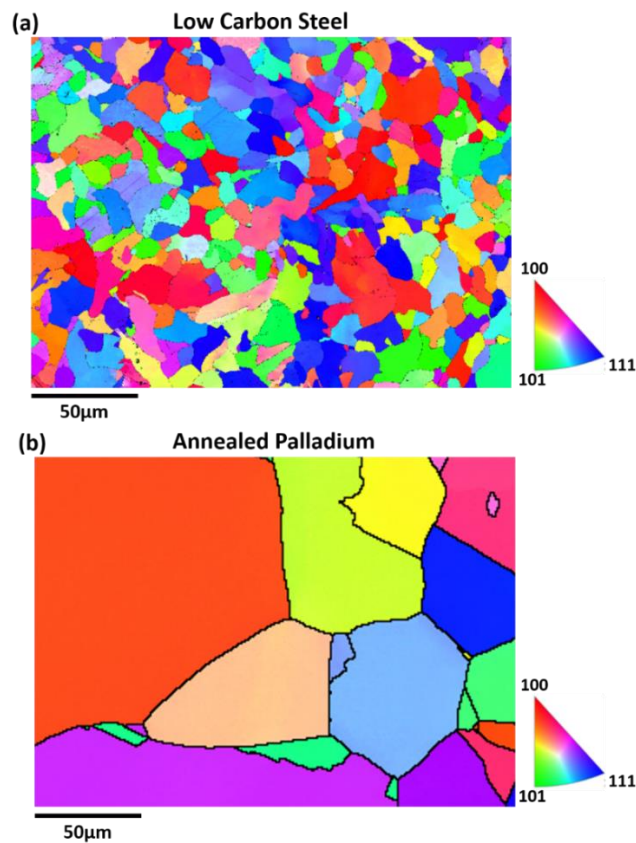 (a) Low Carbon Steel
100
101 111
50μm
(b) Annealed Palladium
100
101 111
50μm